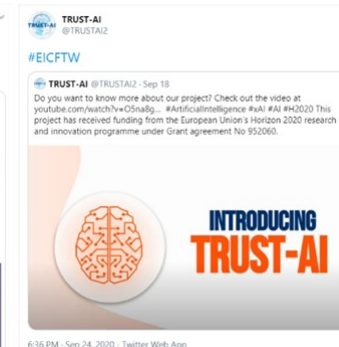 TRUST-AI
TRUST-AI
@TRUSTAI2
#EICFTW
TRUST-AI @TRUSTAI2 · Sep 18
Do you want to know more about our project? Check out the video at
youtube.com/watch?v=O5na8g... #ArtificialIntelligence #xAI #AI #H2020 This
project has received funding from the European Union's Horizon 2020 research
and innovation programme under Grant agreement No 952060.
INTRODUCING
TRUST-AI
6:36 PM · Sep 24, 2020 · Twitter Web App